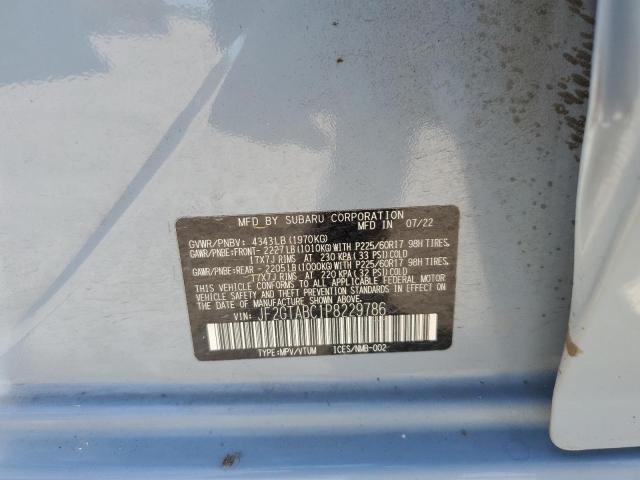 MFD BY SUBARU CORPORATION
MFD IN 07/22
GVWR/PNBV: 4343LB(1970KG)
GAWR/PNBE:FRONT- 2227LB(1010KG)WITH P225/60R17 98H TIRES,
17X7J RIMS AT 230 KPA(33 PSI)COLD
GAWR/PNBE:REAR - 2205LB(1000KG)WITH P225/60R17 98H TIRES,
17X7J RIMS AT 220 KPA(32 PSI)COLD
THIS VEHICLE CONFORMS TO ALL APPLICABLE FEDERAL MOTOR
VEHICLE SAFETY, BUMPER, AND THEFT PREVENTION STANDARDS
IN EFFECT ON THE DATE OF MANUFACTURE SHOWN ABOVE.
VIN: JF2GTABC1P8229786
TYPE:MPV/VTUM ICES/NMB-002